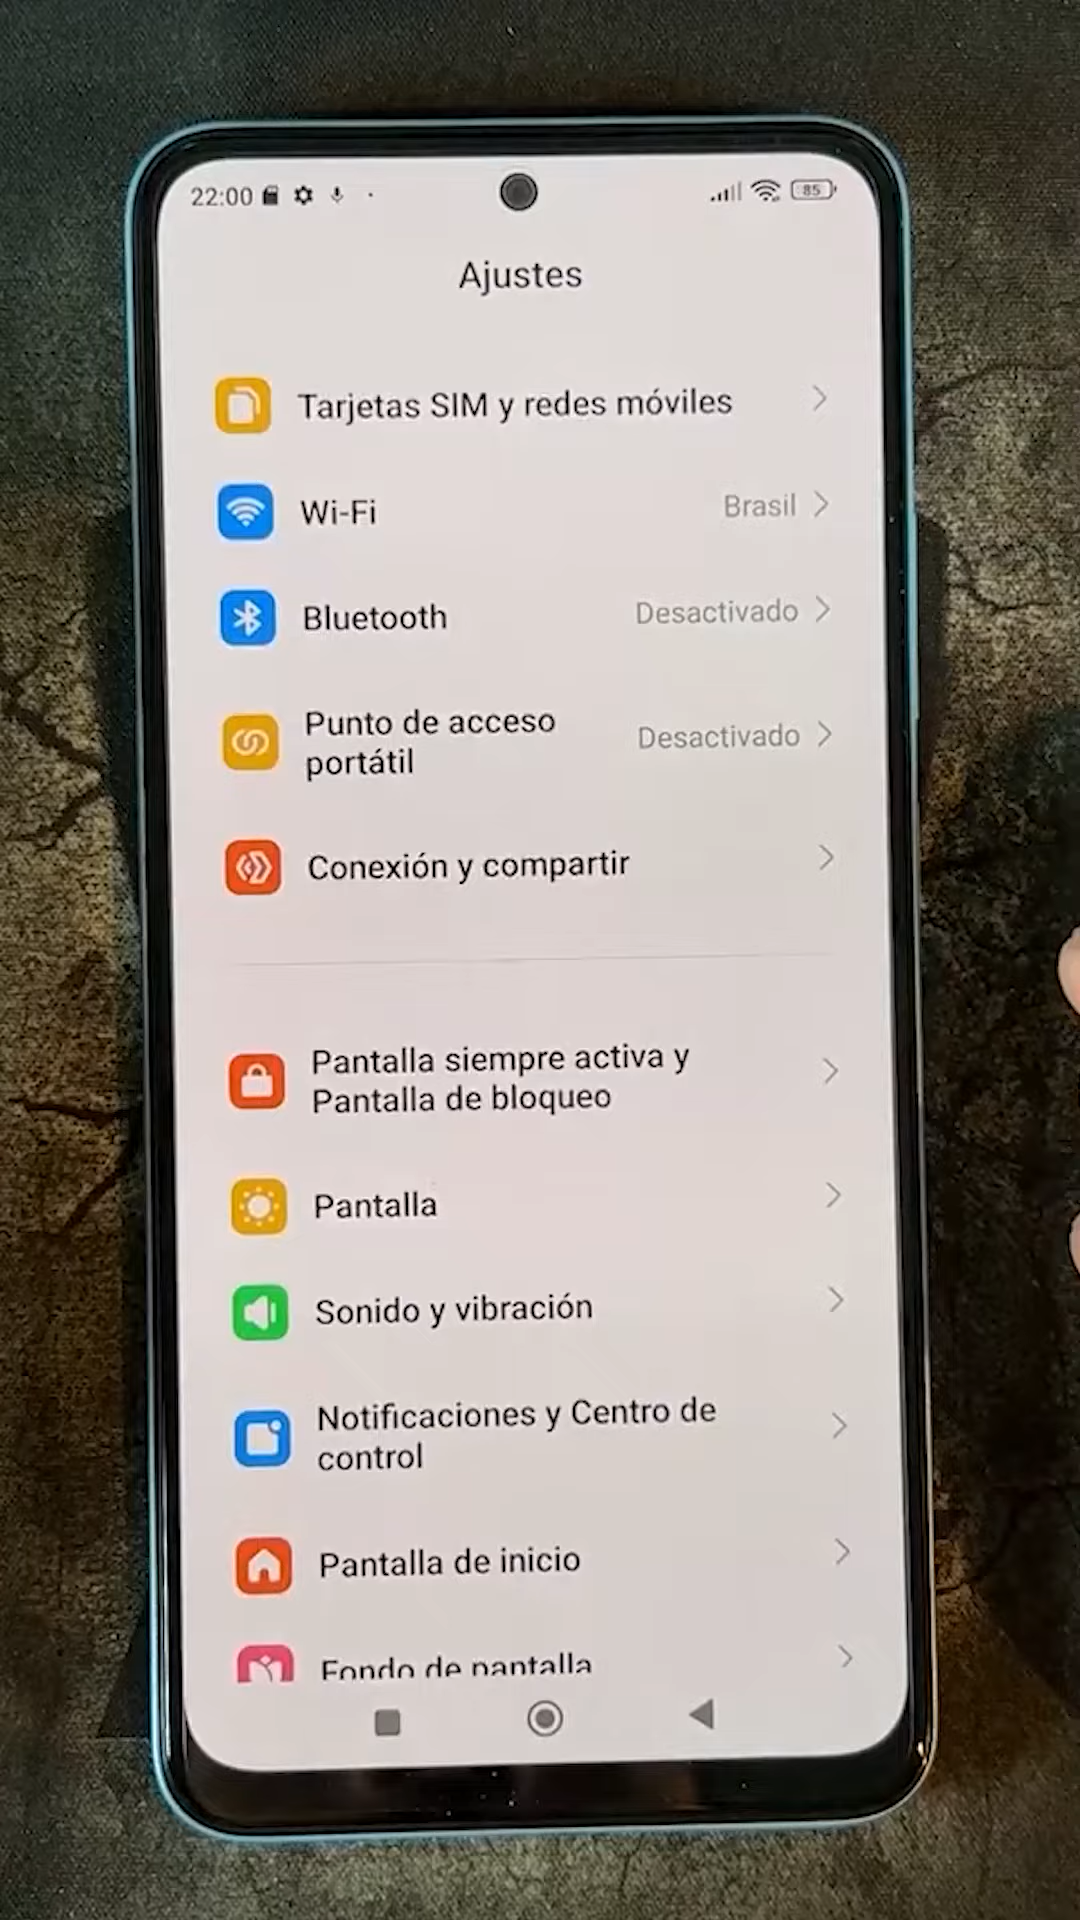 22:00
85
Ajustes
Tarjetas SIM y redes móviles
Wi-Fi
Brasil
Bluetooth
Desactivado
Punto de acceso
portátil
Desactivado
Conexión y compartir
Pantalla siempre activa y
Pantalla de bloqueo
Pantalla
Sonido y vibración
Notificaciones y Centro de
control
Pantalla de inicio
Fondo de pantalla